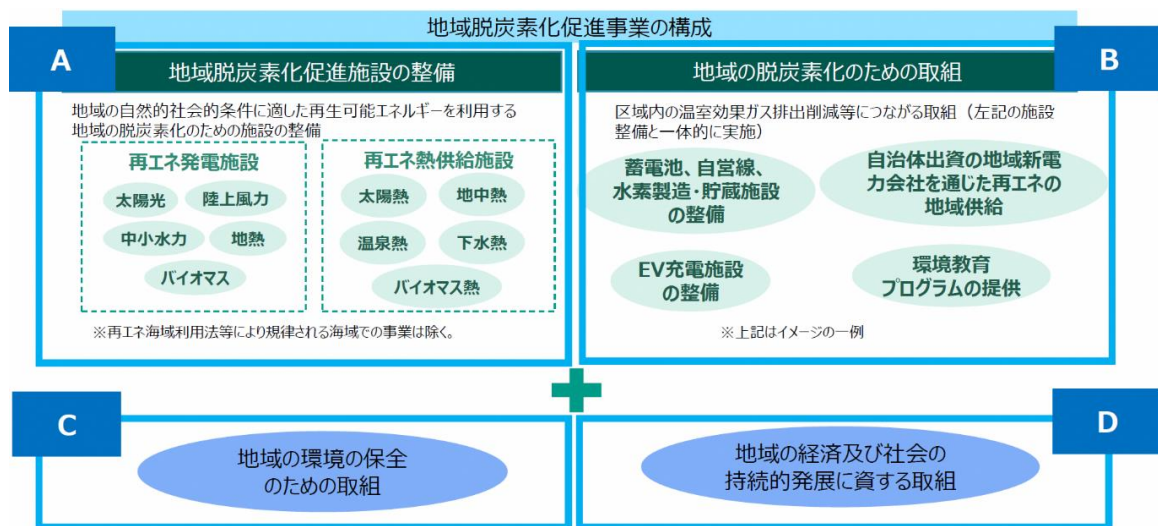 地域脱炭素化促進事業の構成
A
地域脱炭素化促進施設の整備
地域の自然的社会的条件に適した再生可能エネルギーを利用する
地域の脱炭素化のための施設の整備
再エネ発電施設
太陽光
陸上風力
中小水力
地熱
バイオマス
再エネ熱供給施設
太陽熱
地中熱
温泉熱
下水熱
バイオマス熱
※再エネ海域利用法等により規律される海域での事業は除く。
B
地域の脱炭素化のための取組
区域内の温室効果ガス排出削減等につながる取組（左記の施設
整備と一体的に実施）
蓄電池、自営線、
水素製造・貯蔵施設
の整備
自治体出資の地域新電
力会社を通じた再エネの
地域供給
EV充電施設
の整備
環境教育
プログラムの提供
※上記はイメージの一例
C
地域の環境の保全
のための取組
D
地域の経済及び社会の
持続的発展に資する取組